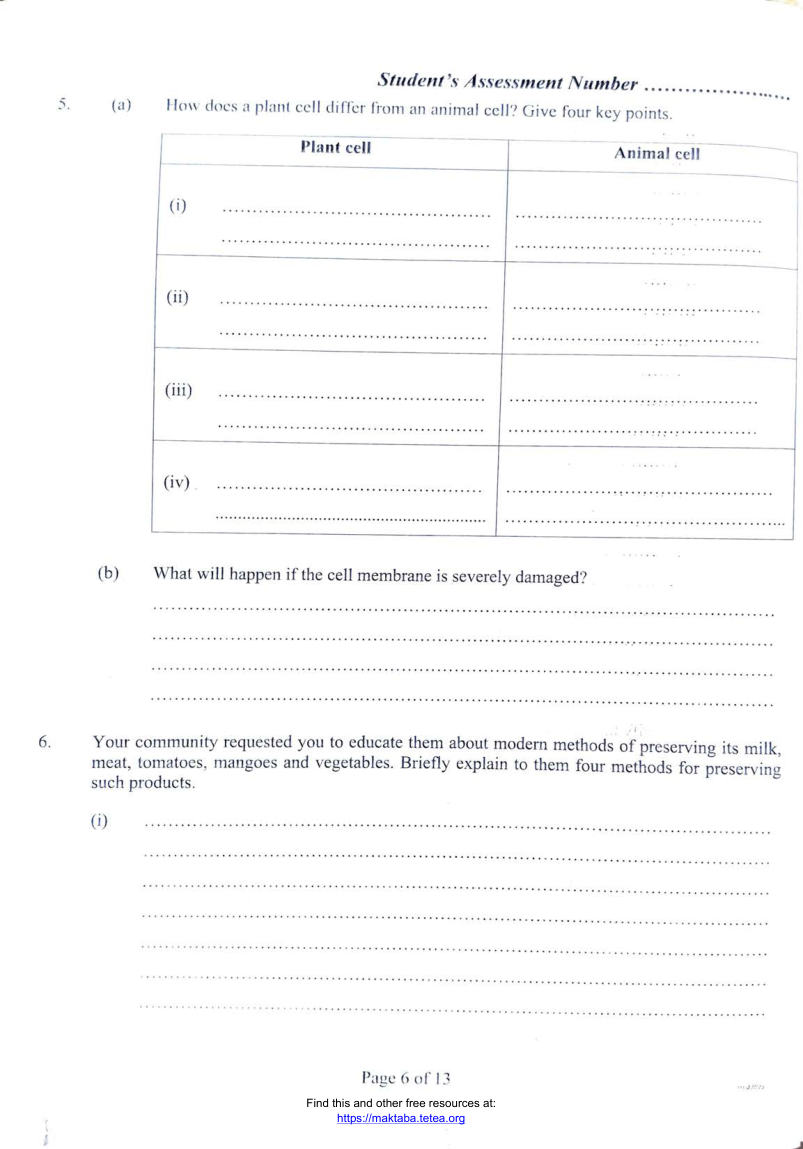 Student's Assessment Number ........................
5. (a) How does a plant cell differ from an animal cell? Give four key points.
Plant cell Animal cell
(i) ............................................ ........................................
............................................ ........................................
(ii) ............................................ ........................................
............................................ ........................................
(iii) ............................................ ........................................
............................................ ........................................
(iv) ............................................ ........................................
............................................ ........................................
(b) What will happen if the cell membrane is severely damaged?
................................................................................
................................................................................
................................................................................
................................................................................
6. Your community requested you to educate them about modern methods of preserving its milk,
meat, tomatoes, mangoes and vegetables. Briefly explain to them four methods for preserving
such products.
(i) ................................................................................
................................................................................
................................................................................
................................................................................
................................................................................
................................................................................
................................................................................
Page 6 of 13
Find this and other free resources at:
https://maktaba.tetea.org